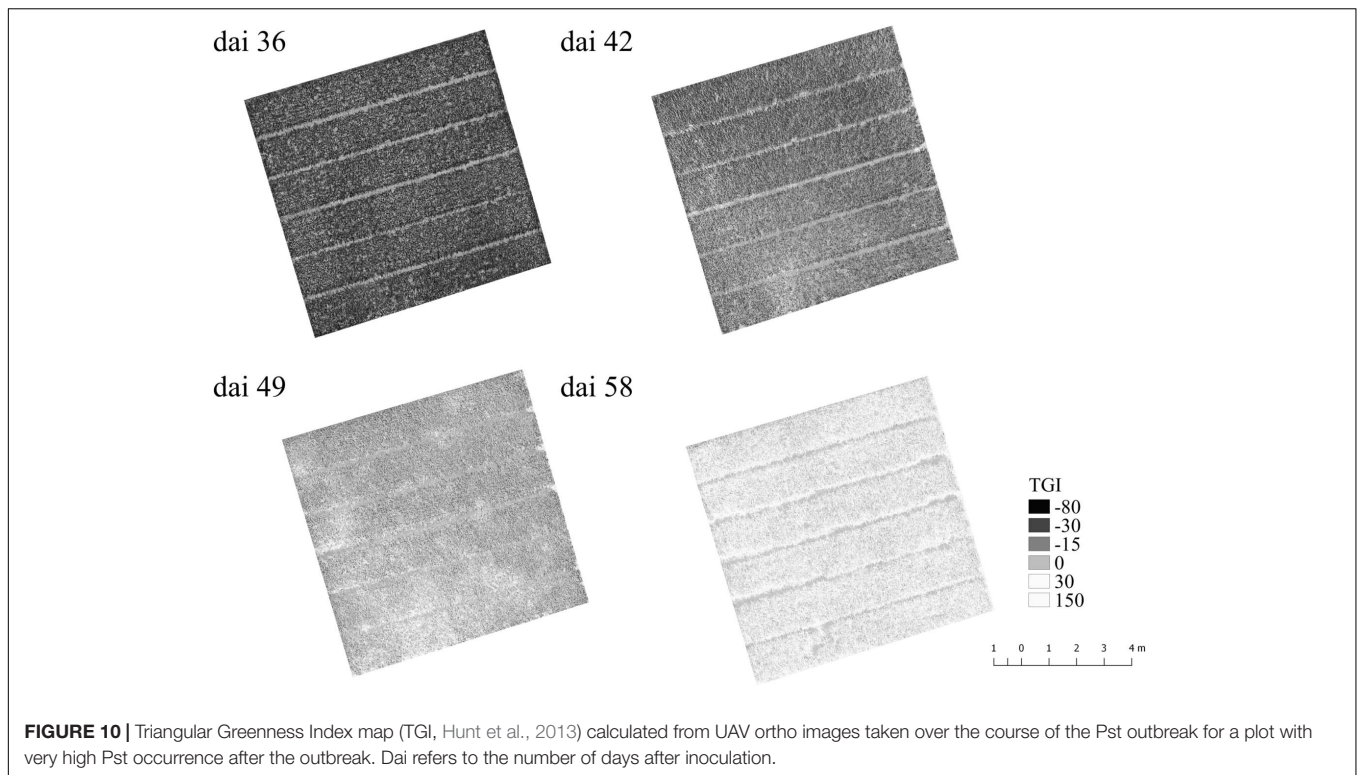 dai 36
dai 42
dai 49
dai 58
TGI
-80
-30
-15
0
30
150
1 0 1 2 3 4 m
FIGURE 10 | Triangular Greenness Index map (TGI, Hunt et al., 2013) calculated from UAV ortho images taken over the course of the Pst outbreak for a plot with
very high Pst occurrence after the outbreak. Dai refers to the number of days after inoculation.